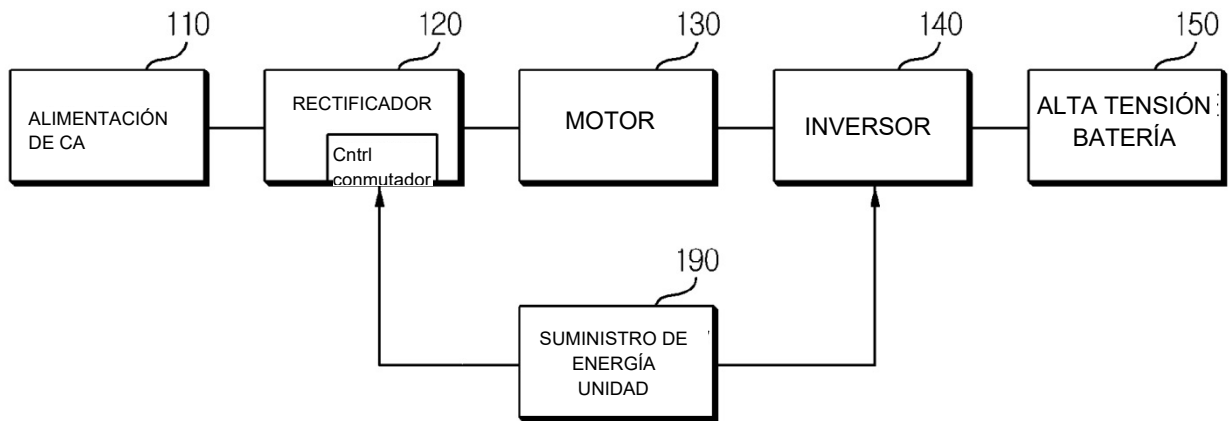 110
120
130
140
150
ALIMENTACIÓN
DE CA
RECTIFICADOR
Cntrl
conmutador
MOTOR
INVERSOR
ALTA TENSIÓN
BATERÍA
190
SUMINISTRO DE
ENERGÍA
UNIDAD